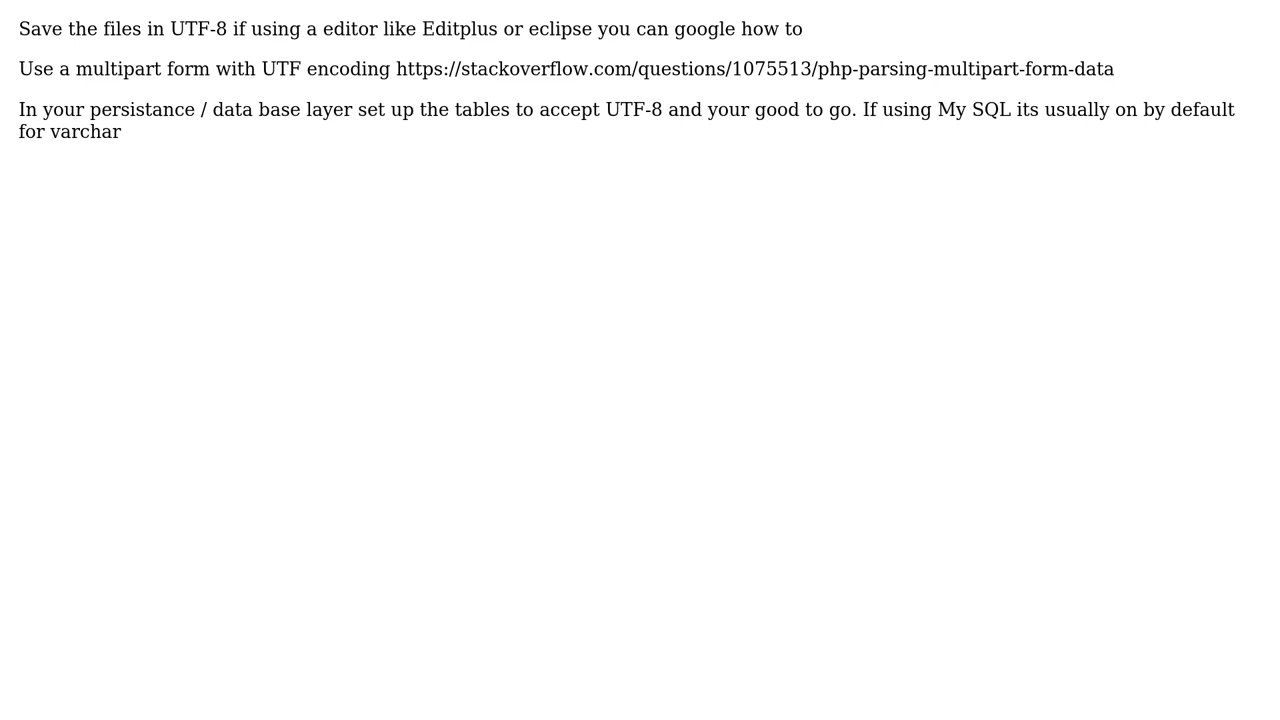 Save the files in UTF-8 if using a editor like Editplus or eclipse you can google how to
Use a multipart form with UTF encoding https://stackoverflow.com/questions/1075513/php-parsing-multipart-form-data
In your persistance / data base layer set up the tables to accept UTF-8 and your good to go. If using My SQL its usually on by default
for varchar